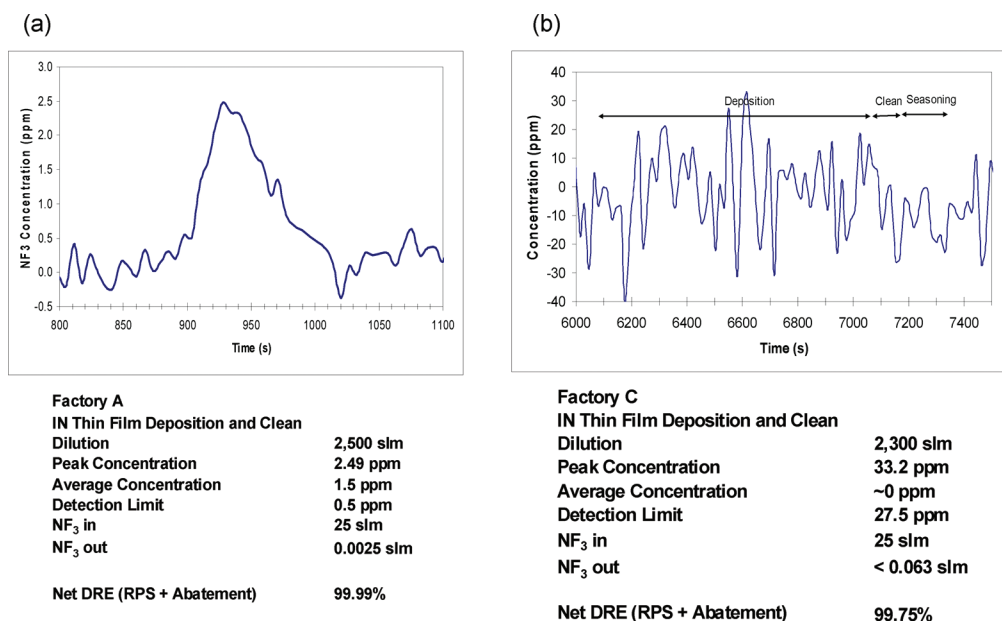 (a)
3.0
2.5
2.0
1.5
1.0
0.5
0.0
-0.5
NF3 Concentration (ppm)
800 850 900 950 1000 1050 1100
Time (s)
Factory A
IN Thin Film Deposition and Clean
Dilution 2,500 slm
Peak Concentration 2.49 ppm
Average Concentration 1.5 ppm
Detection Limit 0.5 ppm
NF3 in 25 slm
NF3 out 0.0025 slm
Net DRE (RPS + Abatement) 99.99%
(b)
40
30
20
10
0
-10
-20
-30
-40
Concentration (ppm)
Deposition Clean Seasoning
6000 6200 6400 6600 6800 7000 7200 7400
Time (s)
Factory C
IN Thin Film Deposition and Clean
Dilution 2,300 slm
Peak Concentration 33.2 ppm
Average Concentration ~0 ppm
Detection Limit 27.5 ppm
NF3 in 25 slm
NF3 out < 0.063 slm
Net DRE (RPS + Abatement) 99.75%